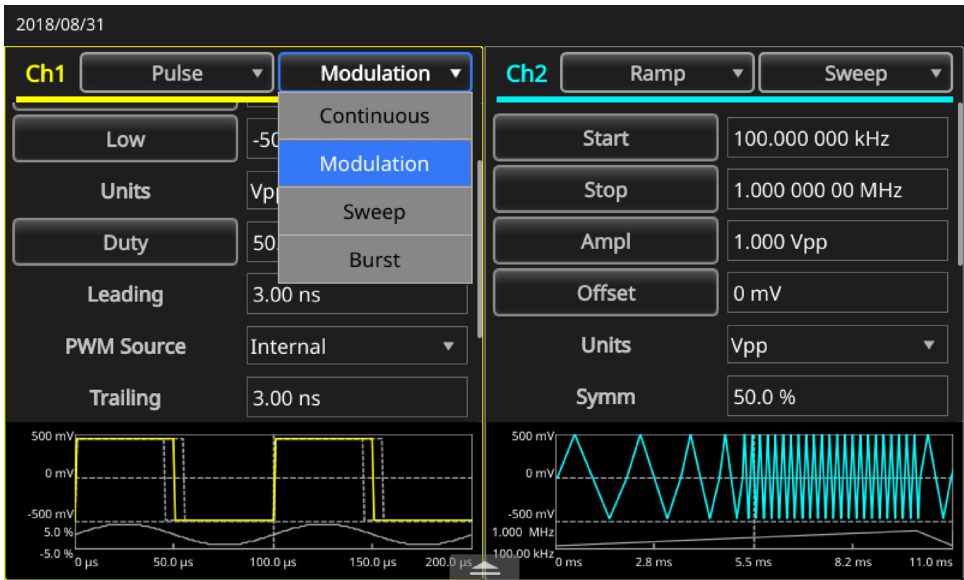 2018/08/31
Ch1 Pulse Modulation
Continuous
Modulation
Sweep
Burst
Low -50
Units Vpp
Duty 50.
Leading 3.00 ns
PWM Source Internal
Trailing 3.00 ns
500 mV
0 mV
-500 mV
5.0 %
-5.0 %
0 µs 50.0 µs 100.0 µs 150.0 µs 200.0 µs
Ch2 Ramp Sweep
Start 100.000 000 kHz
Stop 1.000 000 00 MHz
Ampl 1.000 Vpp
Offset 0 mV
Units Vpp
Symm 50.0 %
500 mV
0 mV
-500 mV
1.000 MHz
100.00 kHz
0 ms 2.8 ms 5.5 ms 8.2 ms 11.0 ms